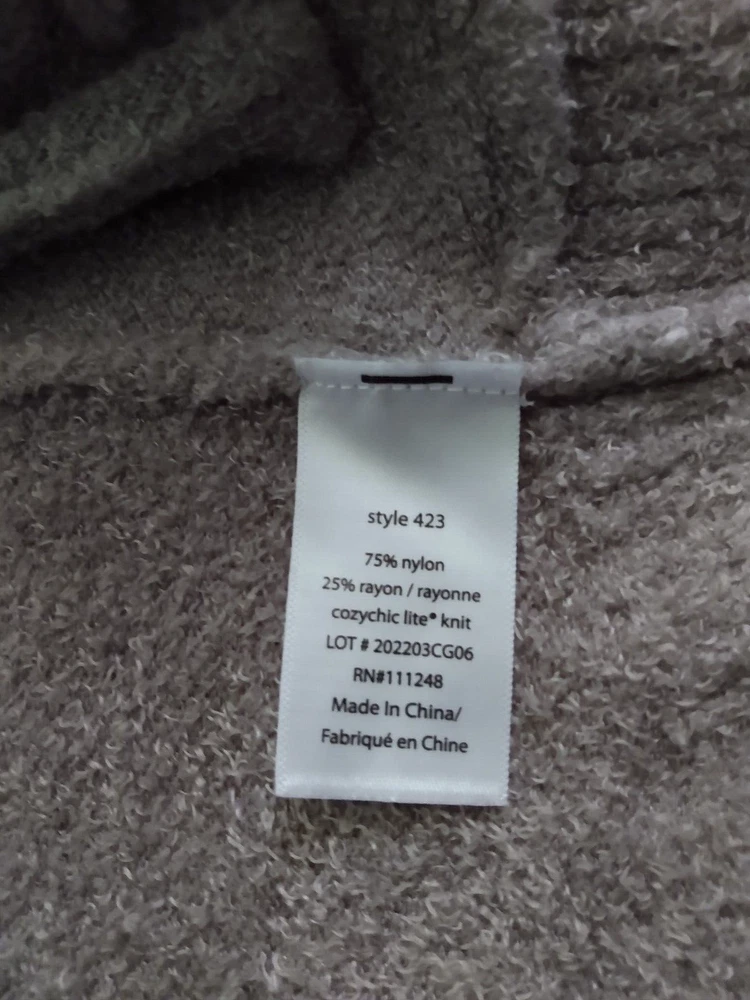 style 423
75% nylon
25% rayon / rayonne
cozychic lite® knit
LOT # 202203CG06
RN#111248
Made In China/
Fabriqué en Chine